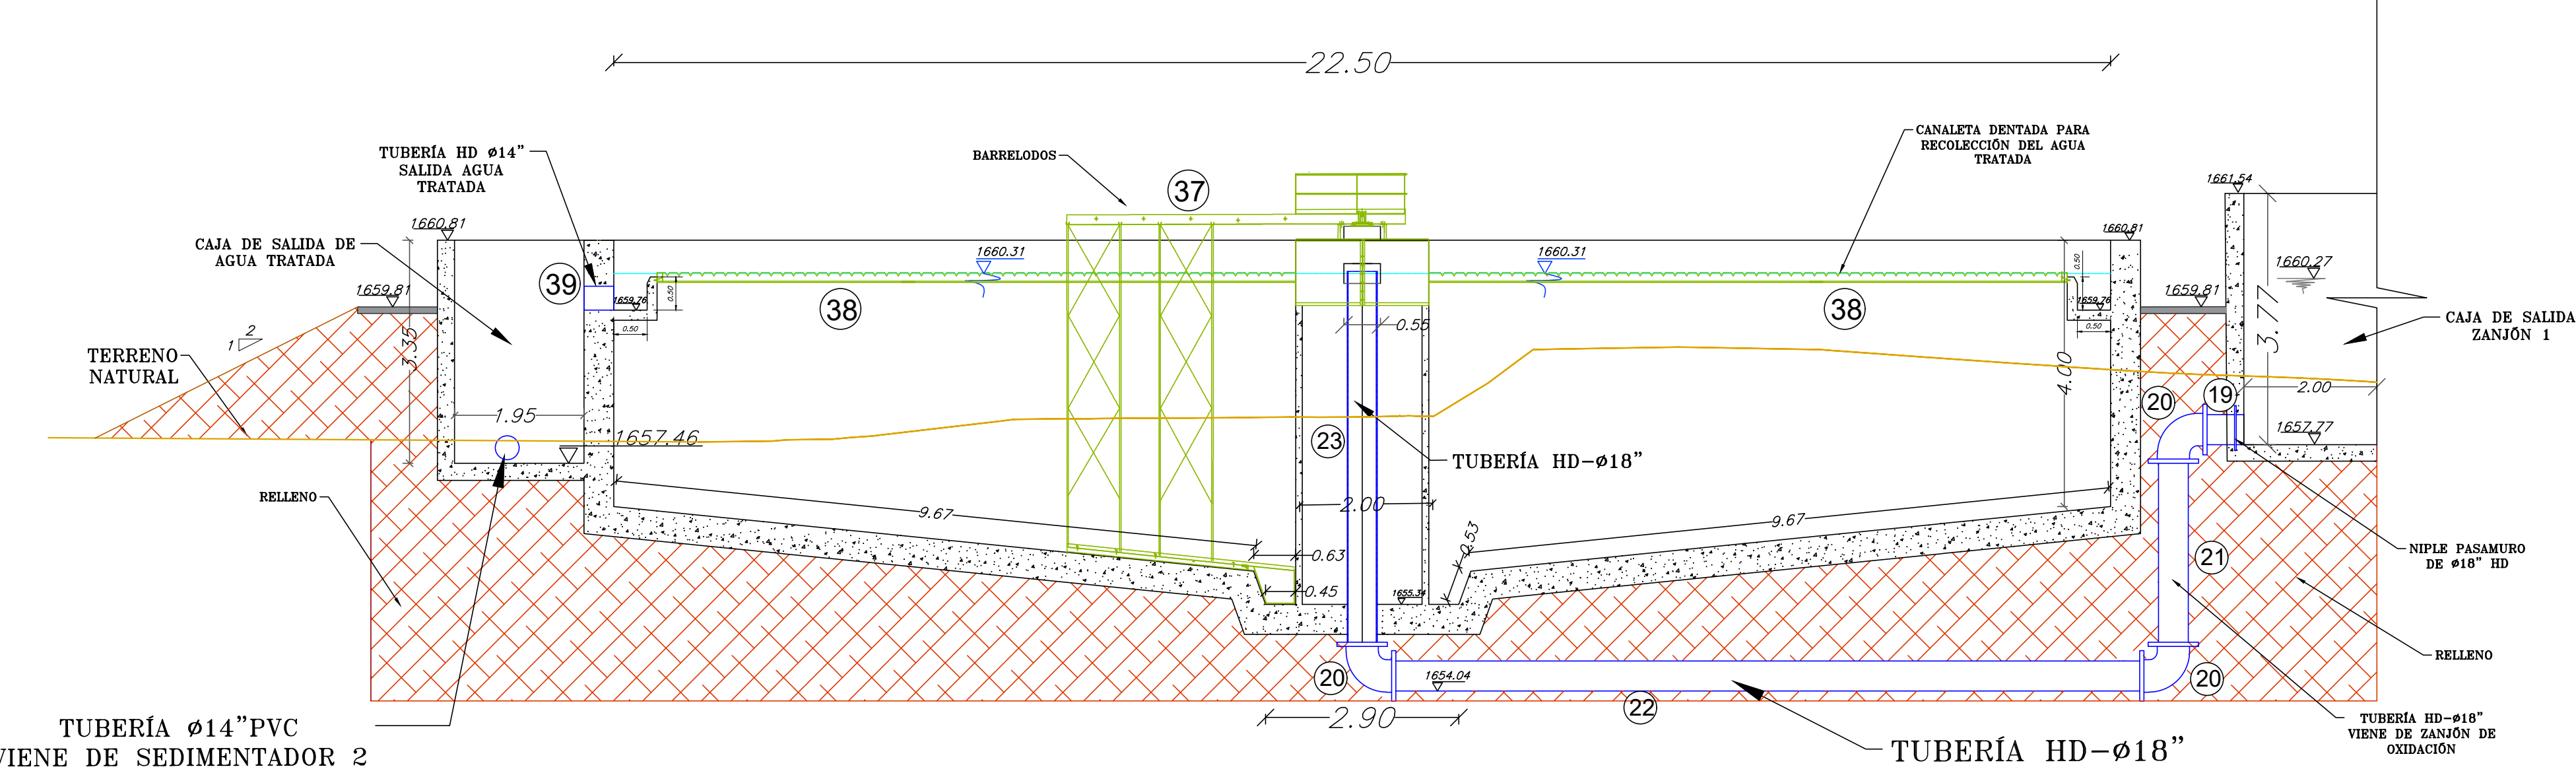 22.50
TUBERÍA HD ø14"
SALIDA AGUA
TRATADA
BARRELODOS
37
CANALETA DENTADA PARA
RECOLECCIÓN DEL AGUA
TRATADA
1661.54
1660.81
1660.81
CAJA DE SALIDA DE
AGUA TRATADA
39
1660.31
1660.31
0.50
0.50
1660.27
1659.81
1659.76
38
38
1659.76
1659.81
0.50
0.50
0.55
3.77
CAJA DE SALIDA
ZANJÓN 1
2
1
TERRENO
NATURAL
3.35
4.00
2.00
1.95
20
19
1657.46
23
1657.77
TUBERÍA HD-ø18"
RELLENO
9.67
2.00
0.53
9.67
0.63
0.45
1655.34
21
NIPLE PASAMURO
DE ø18" HD
RELLENO
20
1654.04
22
20
2.90
TUBERÍA ø14"PVC
VIENE DE SEDIMENTADOR 2
TUBERÍA HD-ø18"
TUBERÍA HD-ø18"
VIENE DE ZANJÓN DE
OXIDACIÓN